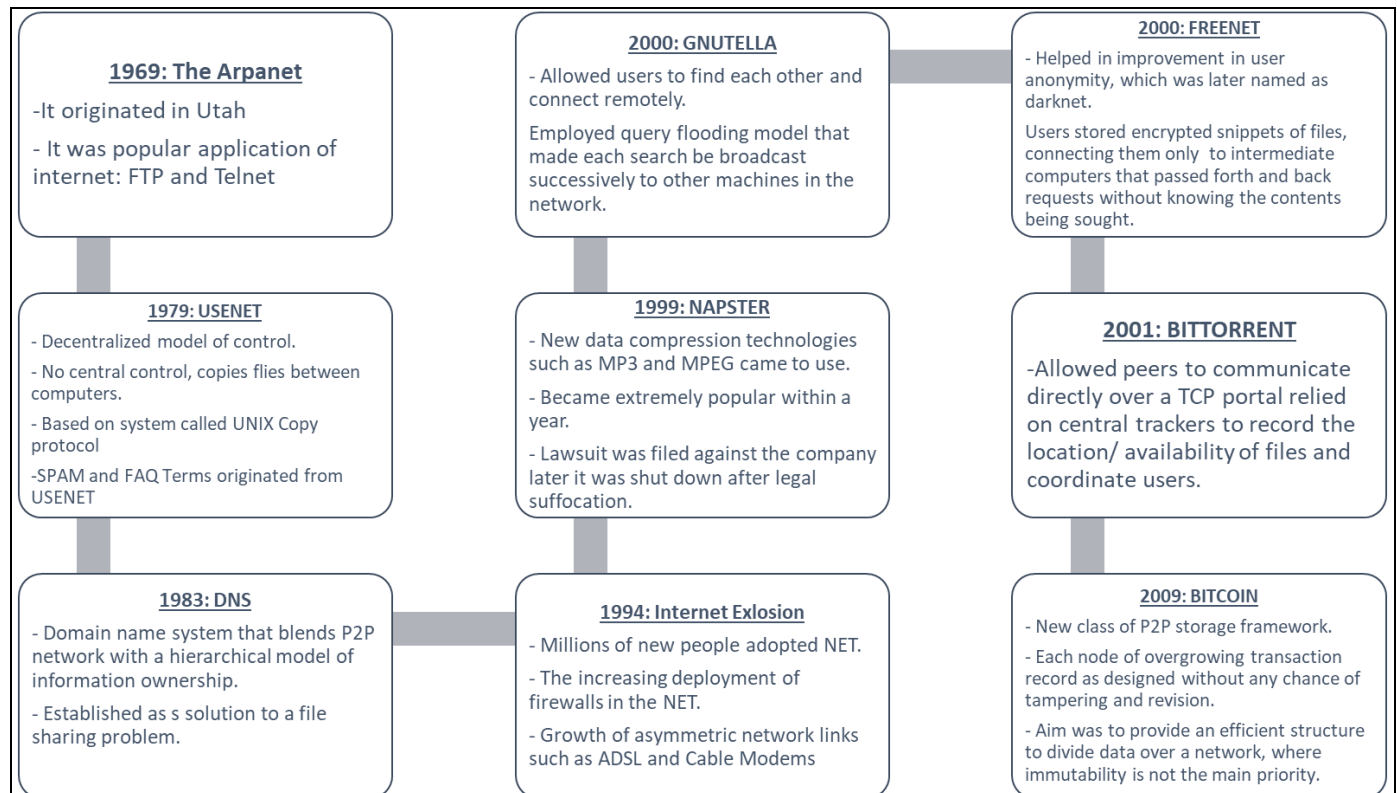 1969: The Arpanet
-It originated in Utah
- It was popular application of
internet: FTP and Telnet
1979: USENET
- Decentralized model of control.
- No central control, copies flies between
computers.
- Based on system called UNIX Copy
protocol
-SPAM and FAQ Terms originated from
USENET
1983: DNS
- Domain name system that blends P2P
network with a hierarchical model of
information ownership.
- Established as s solution to a file
sharing problem.
1994: Internet Exlosion
- Millions of new people adopted NET.
- The increasing deployment of
firewalls in the NET.
- Growth of asymmetric network links
such as ADSL and Cable Modems
1999: NAPSTER
- New data compression technologies
such as MP3 and MPEG came to use.
- Became extremely popular within a
year.
- Lawsuit was filed against the company
later it was shut down after legal
suffocation.
2000: GNUTELLA
- Allowed users to find each other and
connect remotely.
Employed query flooding model that
made each search be broadcast
successively to other machines in the
network.
2000: FREENET
- Helped in improvement in user
anonymity, which was later named as
darknet.
Users stored encrypted snippets of files,
connecting them only to intermediate
computers that passed forth and back
requests without knowing the contents
being sought.
2001: BITTORRENT
-Allowed peers to communicate
directly over a TCP portal relied
on central trackers to record the
location/ availability of files and
coordinate users.
2009: BITCOIN
- New class of P2P storage framework.
- Each node of overgrowing transaction
record as designed without any chance of
tampering and revision.
- Aim was to provide an efficient structure
to divide data over a network, where
immutability is not the main priority.